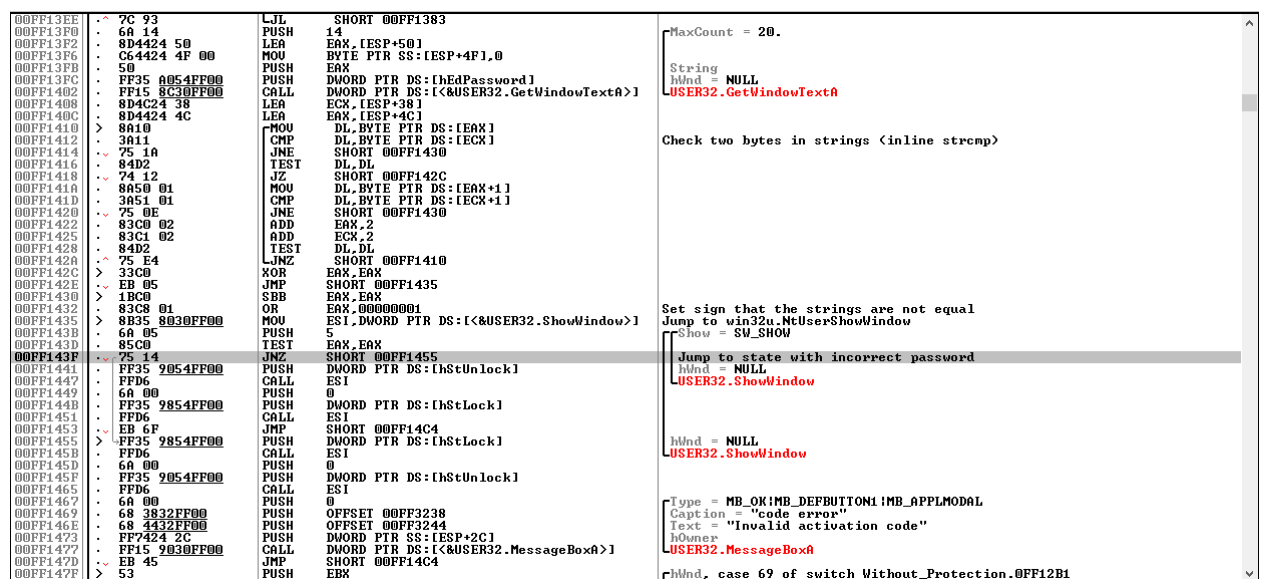 00FF13EE .^ 7C 93 JL SHORT 00FF1383
00FF13F0 . 6A 14 PUSH 14 MaxCount = 20.
00FF13F2 . 8D4424 50 LEA EAX,[ESP+50]
00FF13F6 . C64424 4F 00 MOV BYTE PTR SS:[ESP+4F],0
00FF13FB . 50 PUSH EAX String
00FF13FC . FF35 A054FF00 PUSH DWORD PTR DS:[hEdPassword] hWnd = NULL
00FF1402 . FF15 8C30FF00 CALL DWORD PTR DS:[<&USER32.GetWindowTextA>] USER32.GetWindowTextA
00FF1408 . 8D4C24 38 LEA ECX,[ESP+38]
00FF140C . 8D4424 4C LEA EAX,[ESP+4C]
00FF1410 > 8A10 MOV DL,BYTE PTR DS:[EAX]
00FF1412 . 3A11 CMP DL,BYTE PTR DS:[ECX] Check two bytes in strings (inline strcmp)
00FF1414 .v 75 1A JNE SHORT 00FF1430
00FF1416 . 84D2 TEST DL,DL
00FF1418 .v 74 12 JZ SHORT 00FF142C
00FF141A . 8A50 01 MOV DL,BYTE PTR DS:[EAX+1]
00FF141D . 3A51 01 CMP DL,BYTE PTR DS:[ECX+1]
00FF1420 .v 75 0E JNE SHORT 00FF1430
00FF1422 . 83C0 02 ADD EAX,2
00FF1425 . 83C1 02 ADD ECX,2
00FF1428 . 84D2 TEST DL,DL
00FF142A .^ 75 E4 JNZ SHORT 00FF1410
00FF142C > 33C0 XOR EAX,EAX
00FF142E .v EB 05 JMP SHORT 00FF1435
00FF1430 > 1BC0 SBB EAX,EAX
00FF1432 . 83C8 01 OR EAX,00000001 Set sign that the strings are not equal
00FF1435 > 8B35 8030FF00 MOV ESI,DWORD PTR DS:[<&USER32.ShowWindow>] Jump to win32u.NtUserShowWindow
00FF143B . 6A 05 PUSH 5 Show = SW_SHOW
00FF143D . 85C0 TEST EAX,EAX
00FF143F .v 75 14 JNZ SHORT 00FF1455 Jump to state with incorrect password
00FF1441 . FF35 9054FF00 PUSH DWORD PTR DS:[hStUnlock] hWnd = NULL
00FF1447 . FFD6 CALL ESI USER32.ShowWindow
00FF1449 . 6A 00 PUSH 0
00FF144B . FF35 9854FF00 PUSH DWORD PTR DS:[hStLock]
00FF1451 . FFD6 CALL ESI
00FF1453 .v EB 6F JMP SHORT 00FF14C4
00FF1455 > FF35 9854FF00 PUSH DWORD PTR DS:[hStLock] hWnd = NULL
00FF145B . FFD6 CALL ESI USER32.ShowWindow
00FF145D . 6A 00 PUSH 0
00FF145F . FF35 9054FF00 PUSH DWORD PTR DS:[hStUnlock]
00FF1465 . FFD6 CALL ESI
00FF1467 . 6A 00 PUSH 0 Type = MB_OK|MB_DEFBUTTON1|MB_APPLMODAL
00FF1469 . 68 3832FF00 PUSH OFFSET 00FF3238 Caption = "code error"
00FF146E . 68 4432FF00 PUSH OFFSET 00FF3244 Text = "Invalid activation code"
00FF1473 . FF7424 2C PUSH DWORD PTR SS:[ESP+2C] hOwner
00FF1477 . FF15 9030FF00 CALL DWORD PTR DS:[<&USER32.MessageBoxA>] USER32.MessageBoxA
00FF147D .v EB 45 JMP SHORT 00FF14C4
00FF147F > 53 PUSH EBX hWnd, case 69 of switch Without_Protection.0FF12B1